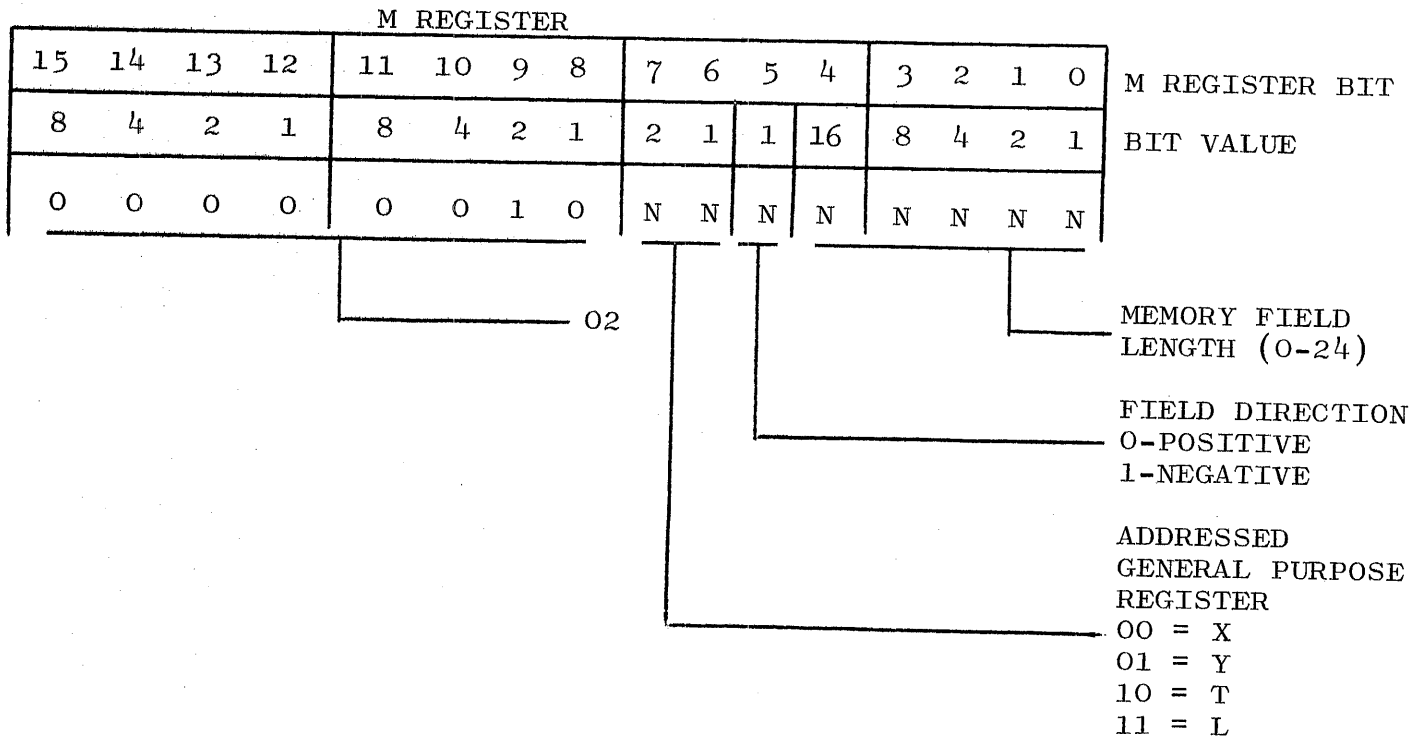 M REGISTER
15 14 13 12 11 10 9 8 7 6 5 4 3 2 1 0 M REGISTER BIT
8 4 2 1 8 4 2 1 2 1 1 16 8 4 2 1 BIT VALUE
0 0 0 0 0 0 1 0 N N N N N N N N
02
MEMORY FIELD
LENGTH (0-24)
FIELD DIRECTION
0-POSITIVE
1-NEGATIVE
ADDRESSED
GENERAL PURPOSE
REGISTER
00 = X
01 = Y
10 = T
11 = L